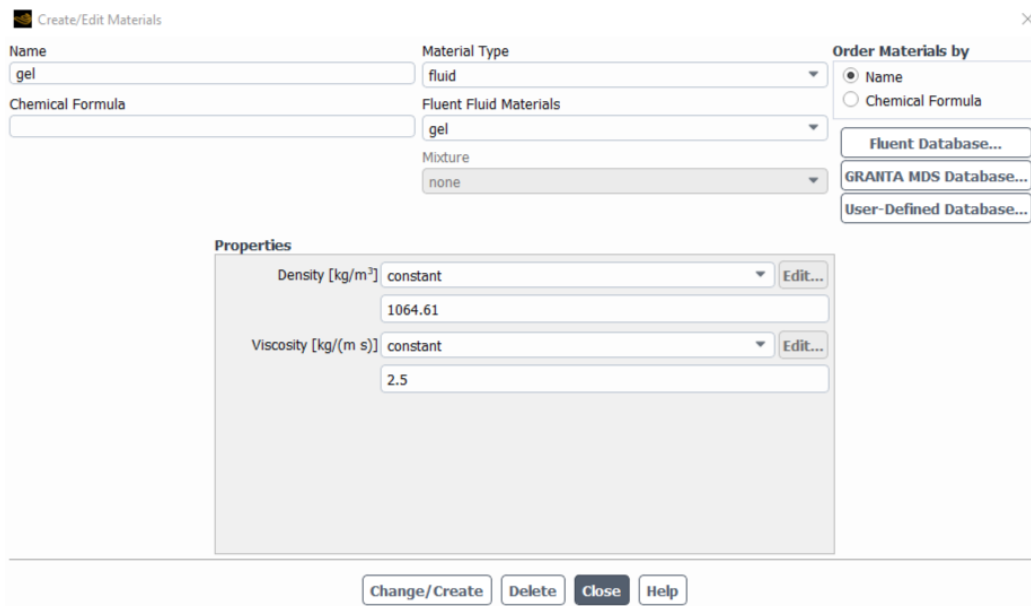 Create/Edit Materials
Name
gel
Chemical Formula
Material Type
fluid
Fluent Fluid Materials
gel
Mixture
none
Order Materials by
Name
Chemical Formula
Fluent Database...
GRANTA MDS Database...
User-Defined Database...
Properties
Density [kg/m³] constant Edit...
1064.61
Viscosity [kg/(m s)] constant Edit...
2.5
Change/Create Delete Close Help